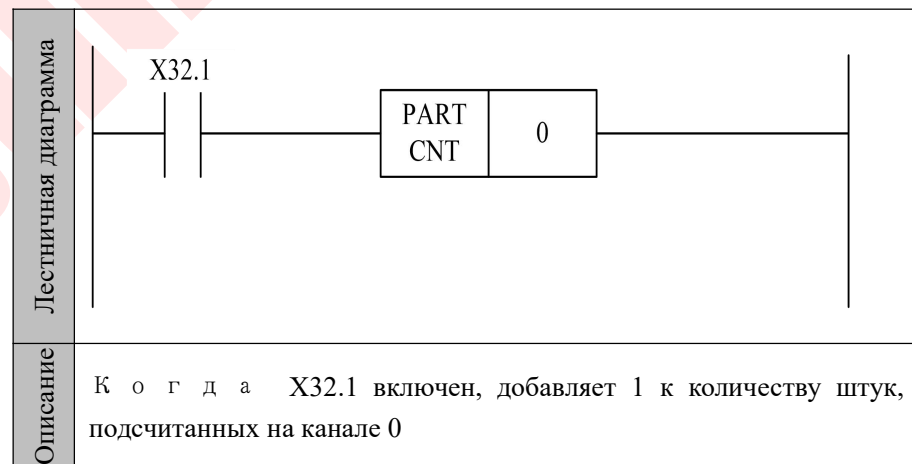 Лестничная диаграмма
X32.1
PART
CNT
0
Описание
Когда X32.1 включен, добавляет 1 к количеству штук,
подсчитанных на канале 0